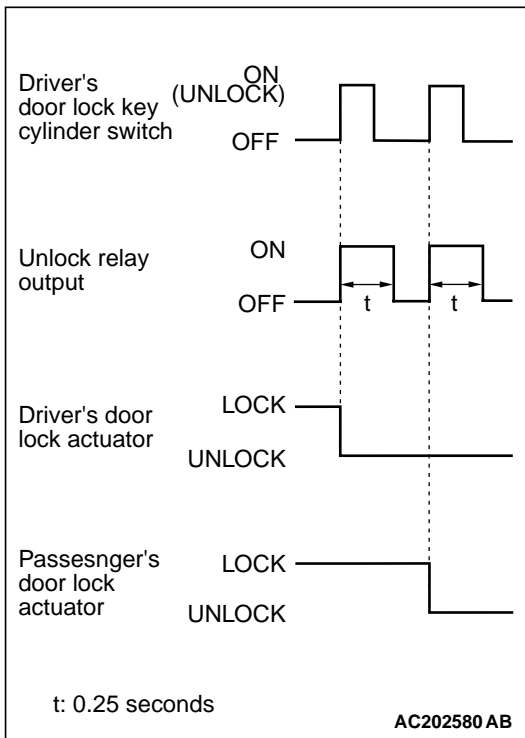 Driver's
door lock key
cylinder switch
ON
(UNLOCK)
OFF
Unlock relay
output
ON
OFF
t
t
Driver's door
lock actuator
LOCK
UNLOCK
Passesnger's
door lock
actuator
LOCK
UNLOCK
t: 0.25 seconds
AC202580 AB